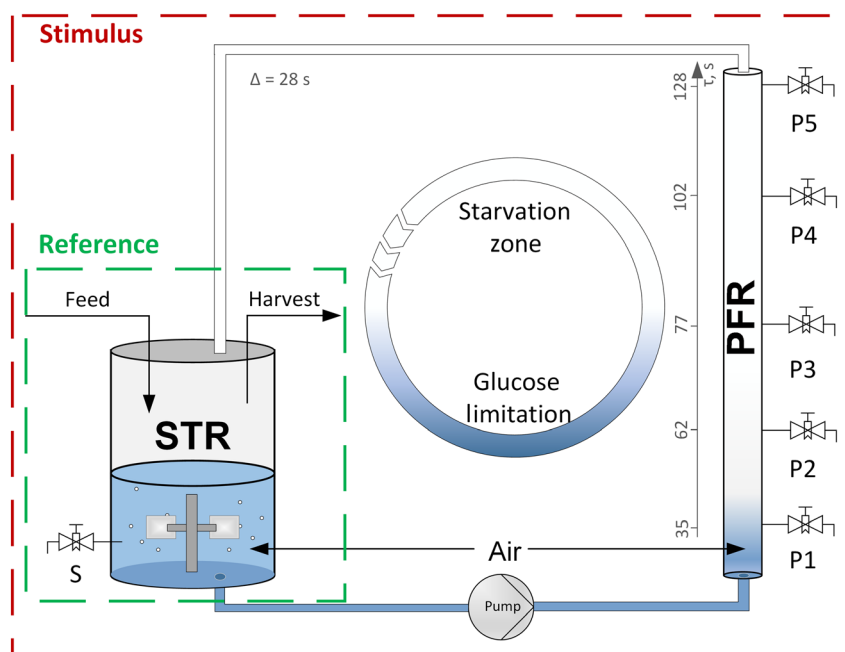 Stimulus
Δ = 28 s
τ, s
128
P5
Starvation
zone
102
P4
Reference
Feed
Harvest
PFR
77
P3
Glucose
limitation
STR
62
P2
35
P1
S
Air
Pump